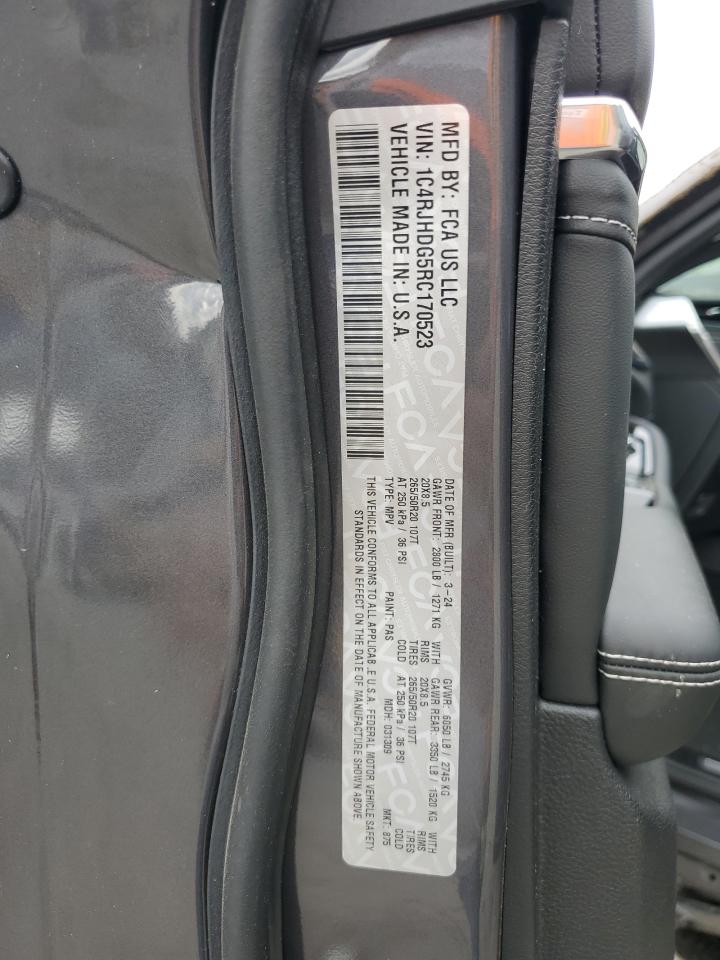 MFD BY: FCA US LLC
VIN: 1C4RJHDG5RC170523
VEHICLE MADE IN: U.S.A.
DATE OF MFR (BUILT): 3-24 GVWR: 6050 LB / 2745 KG
GAWR FRONT: 2800 LB / 1271 KG WITH GAWR REAR: 3350 LB / 1520 KG WITH
20X8.5 RIMS 20X8.5 RIMS
265/50R20 107T TIRES 265/50R20 107T TIRES
AT 250 kPa / 36 PSI COLD AT 250 kPa / 36 PSI COLD
TYPE: MPV PAINT: PAS MDH: 031309 MKT: 875
THIS VEHICLE CONFORMS TO ALL APPLICAB_E U.S.A. FEDERAL MOTOR VEHICLE SAFETY
STANDARDS IN EFFECT ON THE DATE OF MANUFACTURE SHOWN ABOVE.
FCA